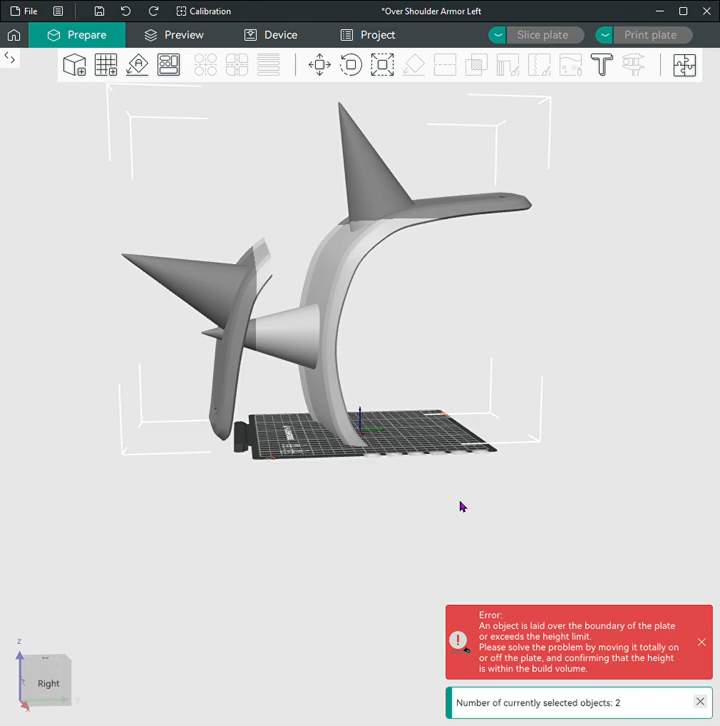 File
Calibration
*Over Shoulder Armor Left
Prepare
Preview
Device
Project
Slice plate
Print plate
Error:
An object is laid over the boundary of the plate
or exceeds the height limit.
Please solve the problem by moving it totally on
or off the plate, and confirming that the height
is within the build volume.
Number of currently selected objects: 2
z
Right
y
x